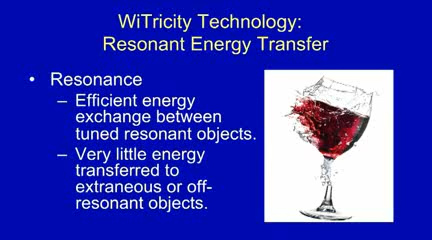 WiTricity Technology:
Resonant Energy Transfer
• Resonance
– Efficient energy
exchange between
tuned resonant objects.
– Very little energy
transferred to
extraneous or off-
resonant objects.